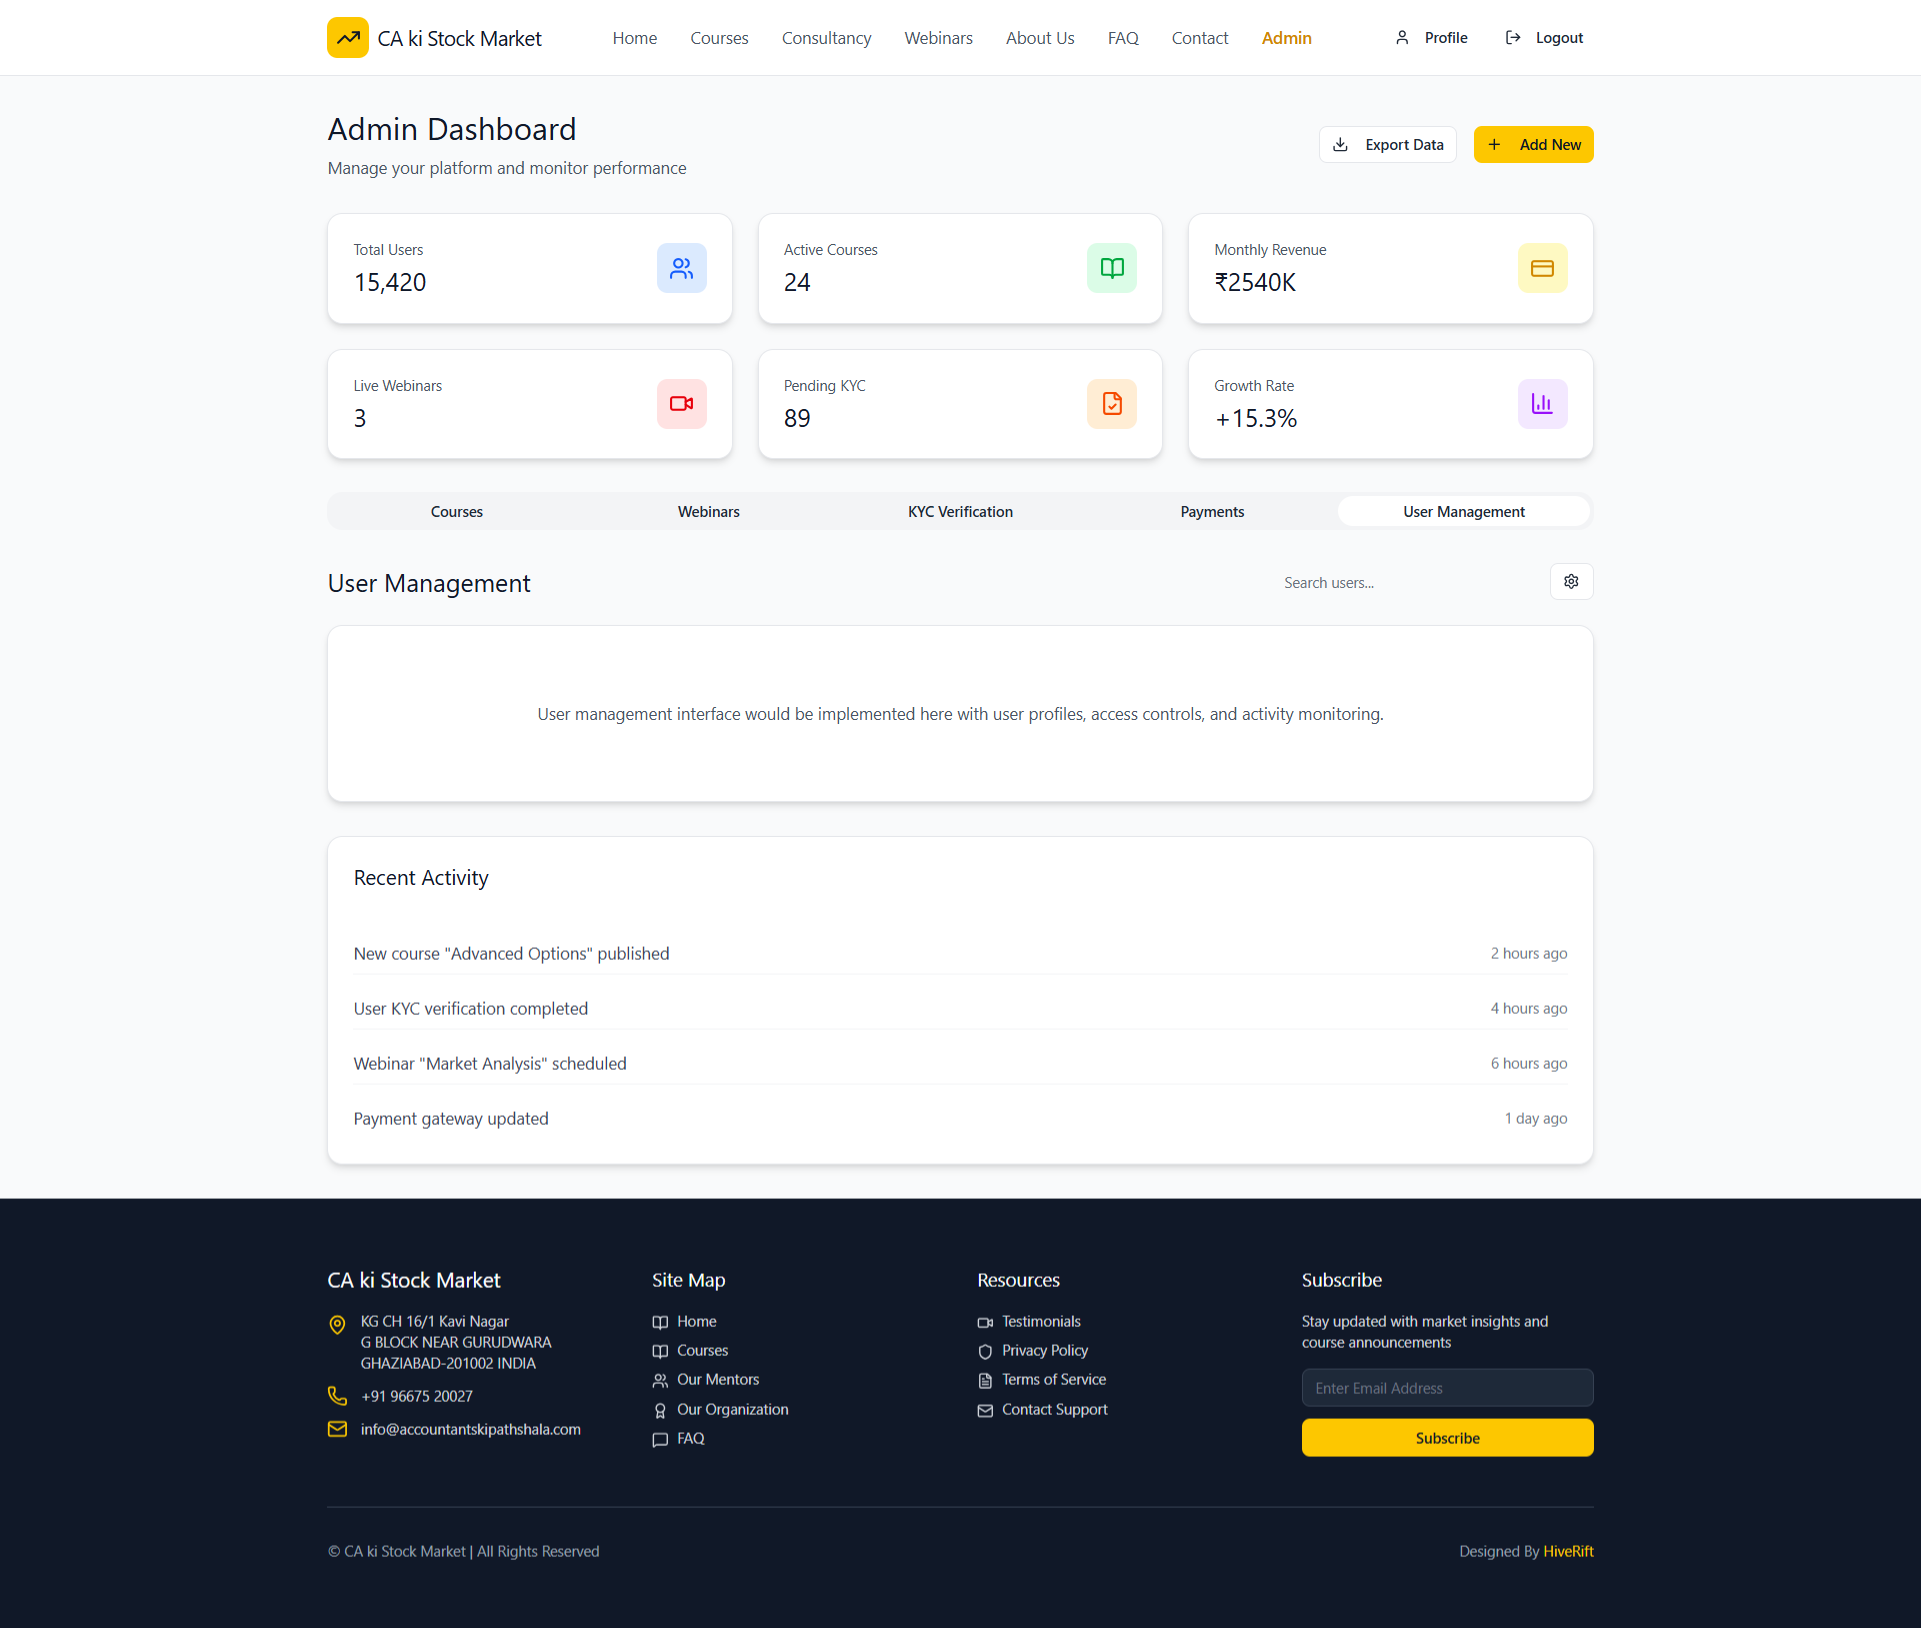 CA ki Stock Market
Home
Courses
Consultancy
Webinars
About Us
FAQ
Contact
Admin
Profile
Logout
Admin Dashboard
Manage your platform and monitor performance
Export Data
Add New
Total Users
15,420
Active Courses
24
Monthly Revenue
₹2540K
Live Webinars
3
Pending KYC
89
Growth Rate
+15.3%
Courses
Webinars
KYC Verification
Payments
User Management
User Management
Search users...
User management interface would be implemented here with user profiles, access controls, and activity monitoring.
Recent Activity
New course "Advanced Options" published
2 hours ago
User KYC verification completed
4 hours ago
Webinar "Market Analysis" scheduled
6 hours ago
Payment gateway updated
1 day ago
CA ki Stock Market
KG CH 16/1 Kavi Nagar
G BLOCK NEAR GURUDWARA
GHAZIABAD-201002 INDIA
+91 96675 20027
info@accountantskipathshala.com
Site Map
Home
Courses
Our Mentors
Our Organization
FAQ
Resources
Testimonials
Privacy Policy
Terms of Service
Contact Support
Subscribe
Stay updated with market insights and
course announcements
Enter Email Address
Subscribe
© CA ki Stock Market | All Rights Reserved
Designed By HiveRift